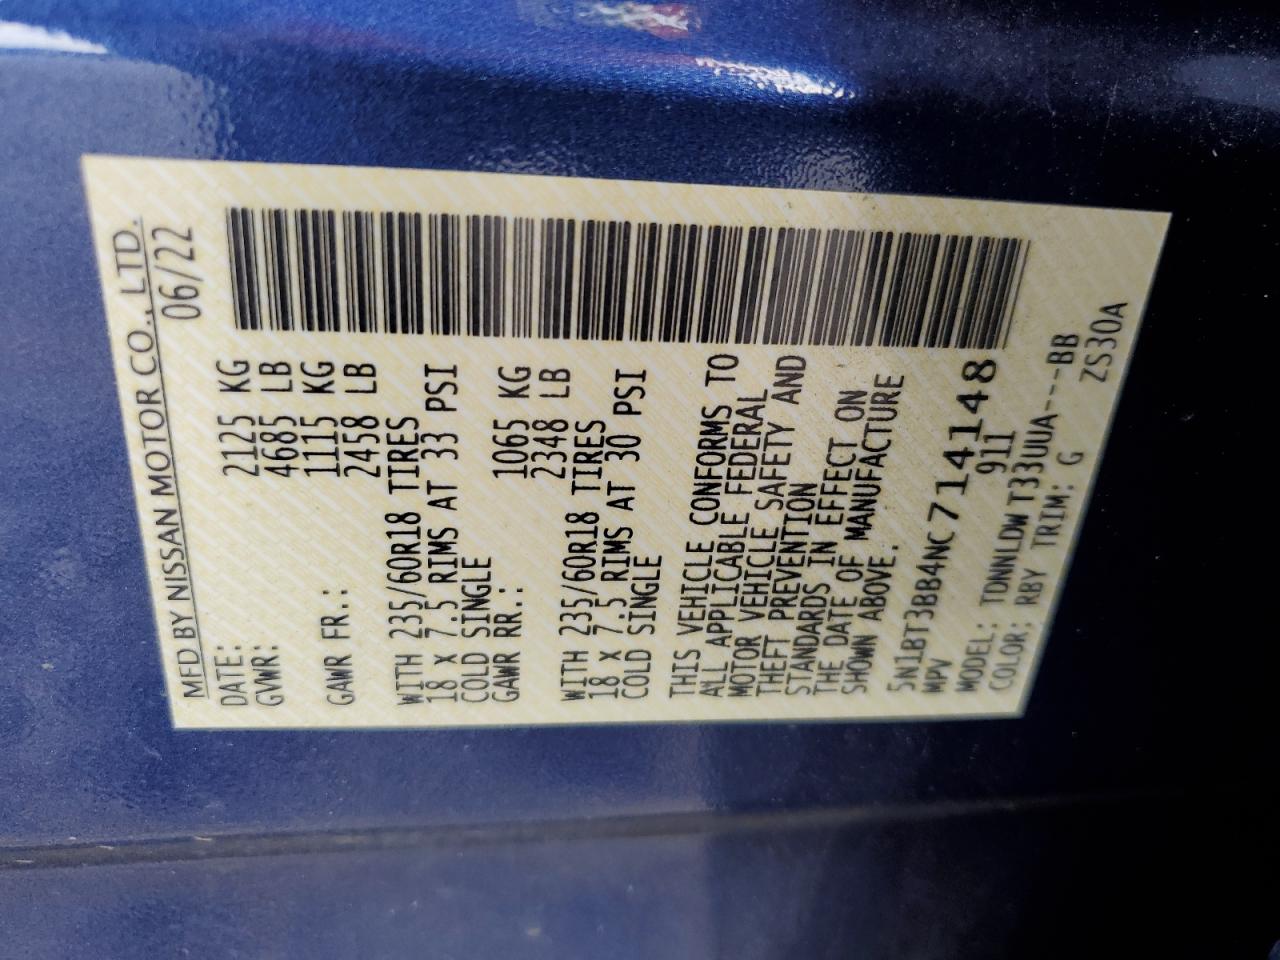 MFD BY NISSAN MOTOR CO., LTD.
DATE: 06/22
GVWR: 2125 KG
4685 LB
GAWR FR.: 1115 KG
2458 LB
WITH 235/60R18 TIRES
18 x 7.5 RIMS AT 33 PSI
COLD SINGLE
GAWR RR.: 1065 KG
2348 LB
WITH 235/60R18 TIRES
18 x 7.5 RIMS AT 30 PSI
COLD SINGLE
THIS VEHICLE CONFORMS TO
ALL APPLICABLE FEDERAL
MOTOR VEHICLE SAFETY AND
THEFT PREVENTION
STANDARDS IN EFFECT ON
THE DATE OF MANUFACTURE
SHOWN ABOVE.
5N1BT3BB4NC714148
MPV 911
MODEL: TDNNLDW T33UUA---BB
COLOR: RBY TRIM: G ZS30A